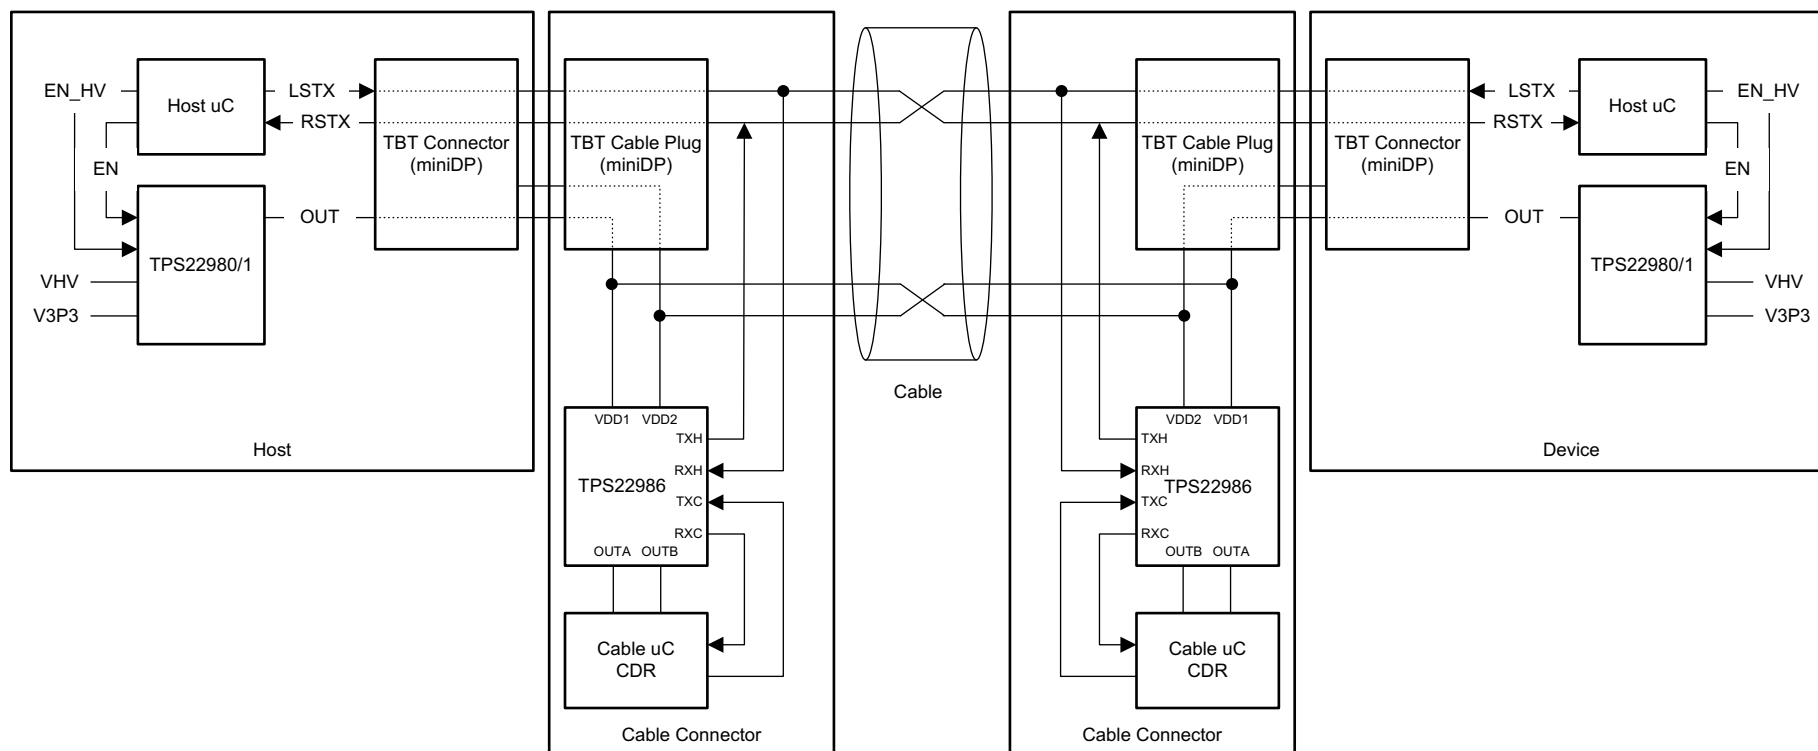 EN_HV
Host uC
LSTX
RSTX
EN
TBT Connector
(miniDP)
OUT
TPS22980/1
VHV
V3P3
Host
TBT Cable Plug
(miniDP)
VDD1 VDD2
TXH
RXH
TPS22986
TXC
RXC
OUTA OUTB
Cable uC
CDR
Cable Connector
Cable
TBT Cable Plug
(miniDP)
VDD2 VDD1
TXH
RXH
TPS22986
TXC
RXC
OUTB OUTA
Cable uC
CDR
Cable Connector
TBT Connector
(miniDP)
LSTX
RSTX
Host uC
EN_HV
EN
OUT
TPS22980/1
VHV
V3P3
Device